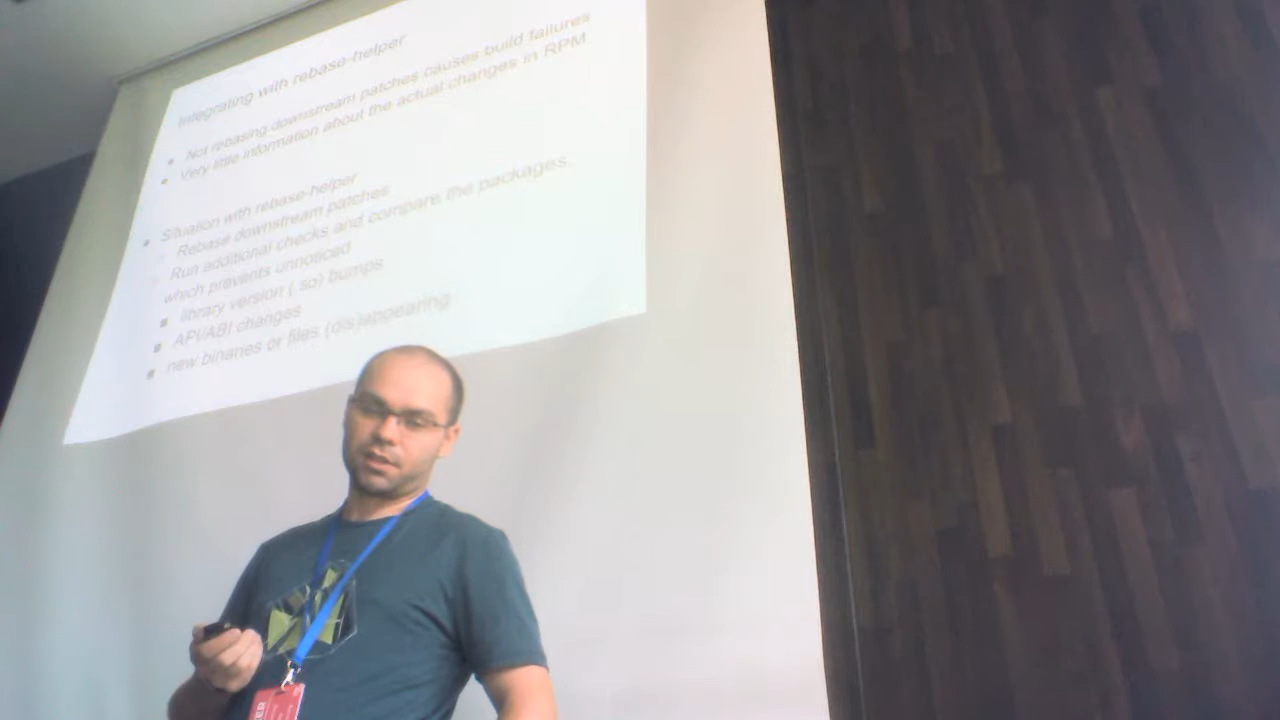 Integrating with rebase-helper
Not rebasing downstream patches causes build failures
Very little information about the actual changes in RPM.
Situation with rebase-helper
Rebase downstream patches
Run additional checks and compare the packages,
which prevents unnoticed
library version (.so) bumps
API/ABI changes
new binaries or files (dis)appearing